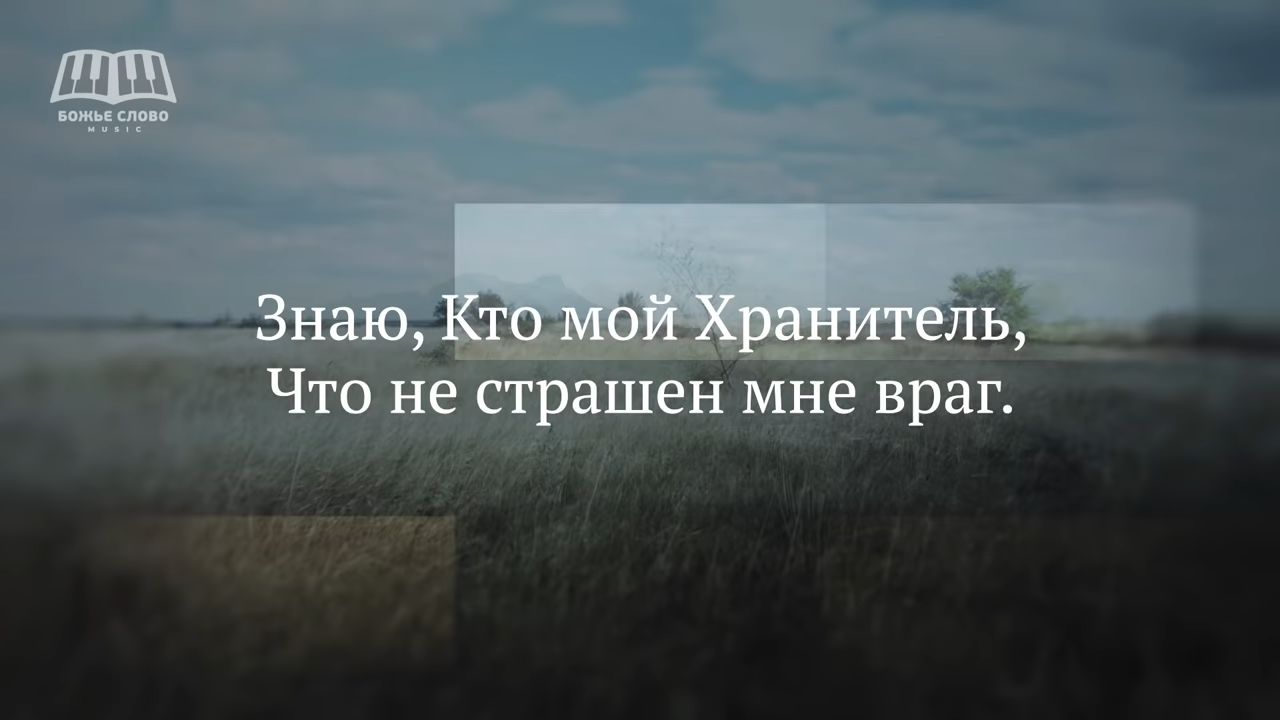 БОЖЬЕ СЛОВО
MUSIC
Знаю, Кто мой Хранитель,
Что не страшен мне враг.